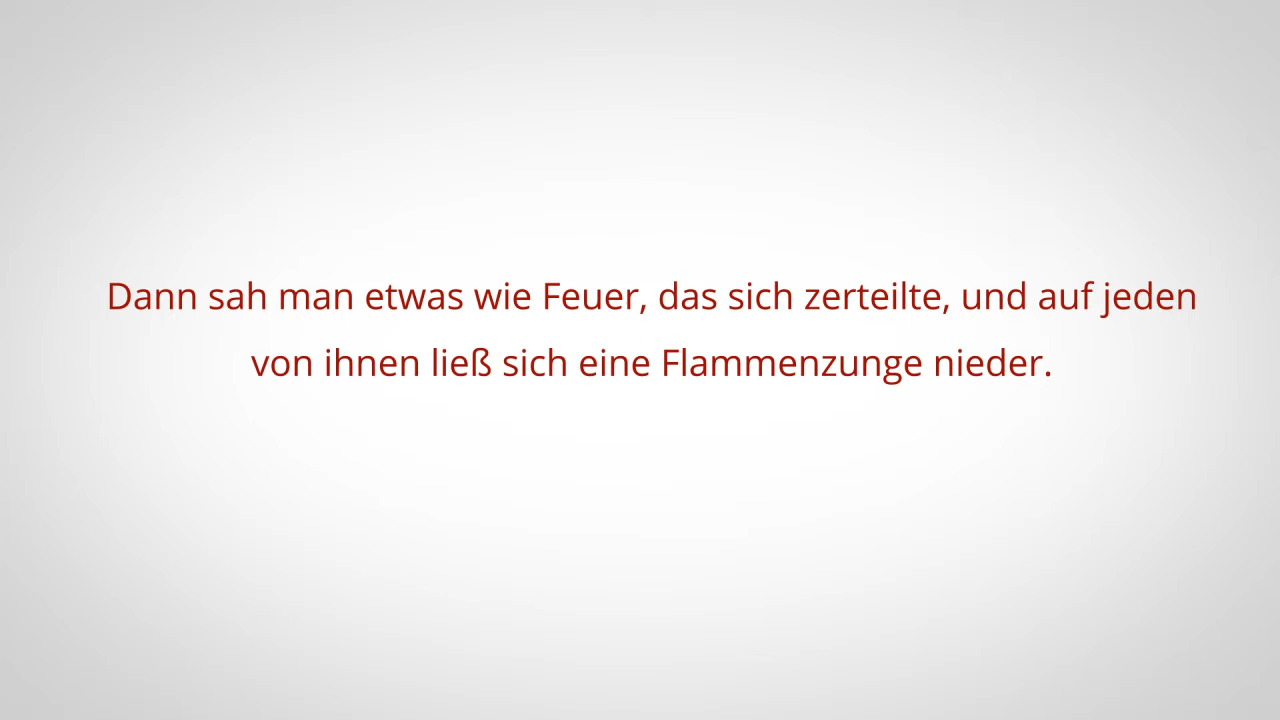 Dann sah man etwas wie Feuer, das sich zerteilte, und auf jeden
von ihnen ließ sich eine Flammenzunge nieder.